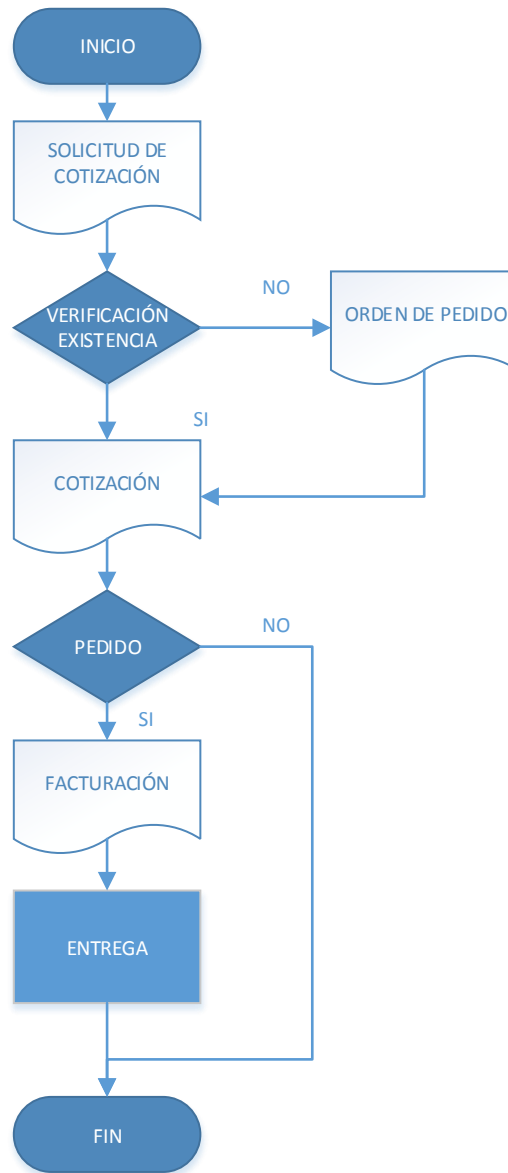 INICIO
SOLICITUD DE
COTIZACIÓN
NO
VERIFICACIÓN
EXISTENCIA
ORDEN DE PEDIDO
SI
COTIZACIÓN
NO
PEDIDO
SI
FACTURACIÓN
ENTREGA
FIN